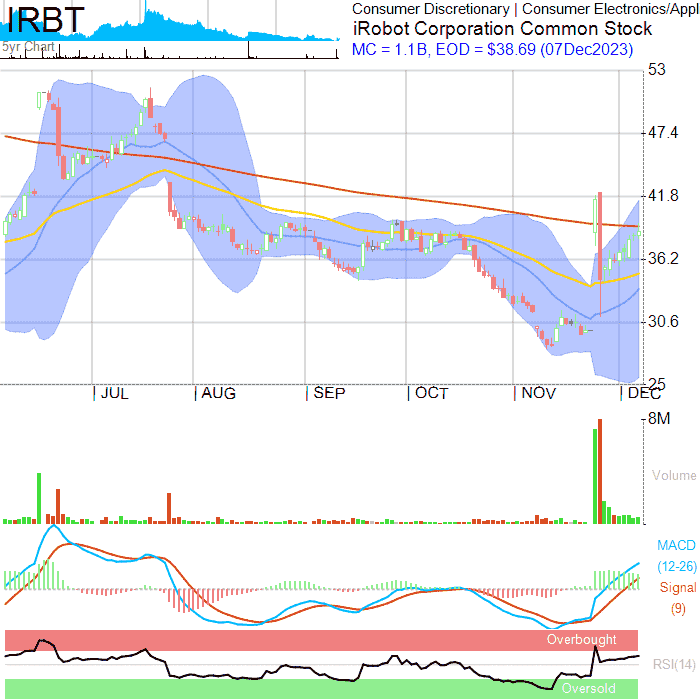 IRBT
5yr Chart
Consumer Discretionary | Consumer Electronics/Appl
iRobot Corporation Common Stock
MC = 1.1B, EOD = $38.69 (07Dec2023)
53
47.4
41.8
36.2
30.6
25
JUL
AUG
SEP
OCT
NOV
DEC
8M
Volume
MACD
(12-26)
Signal
(9)
Overbought
RSI(14)
Oversold